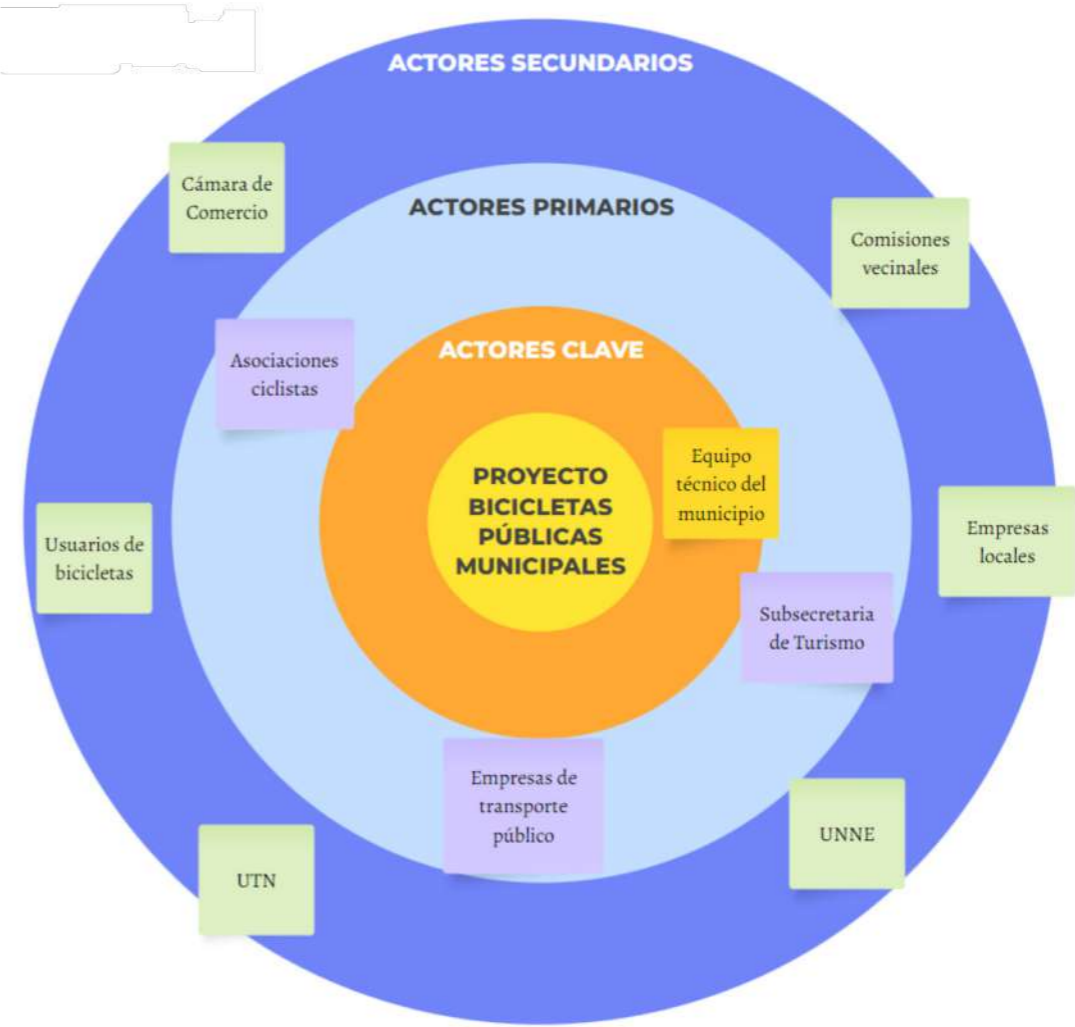 ACTORES SECUNDARIOS
Cámara de
Comercio
ACTORES PRIMARIOS
Comisiones
vecinales
Asociaciones
ciclistas
ACTORES CLAVE
PROYECTO
BICICLETAS
PÚBLICAS
MUNICIPALES
Equipo
técnico del
municipio
Usuarios de
bicicletas
Empresas
locales
Subsecretaria
de Turismo
Empresas de
transporte
público
UNNE
UTN